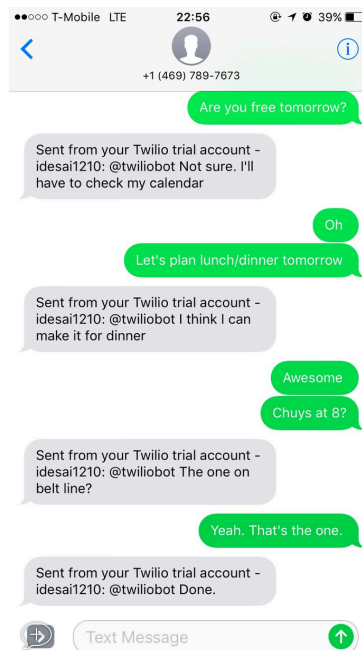 T-Mobile LTE 22:56 39%
+1 (469) 789-7673
Are you free tomorrow?
Sent from your Twilio trial account -
idesai1210: @twiliobot Not sure. I'll
have to check my calendar
Oh
Let's plan lunch/dinner tomorrow
Sent from your Twilio trial account -
idesai1210: @twiliobot I think I can
make it for dinner
Awesome
Chuys at 8?
Sent from your Twilio trial account -
idesai1210: @twiliobot The one on
belt line?
Yeah. That's the one.
Sent from your Twilio trial account -
idesai1210: @twiliobot Done.
Text Message